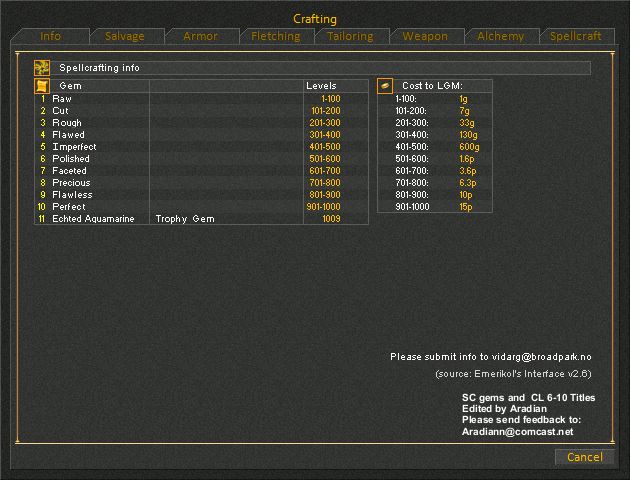 Crafting
Info Salvage Armor Fletching Tailoring Weapon Alchemy Spellcraft
Spellcrafting info
Gem Levels
1 Raw 1-100
2 Cut 101-200
3 Rough 201-300
4 Flawed 301-400
5 Imperfect 401-500
6 Polished 501-600
7 Faceted 601-700
8 Precious 701-800
9 Flawless 801-900
10 Perfect 901-1000
11 Echted Aquamarine Trophy Gem 1009
Cost to LGM:
1-100: 1g
101-200: 7g
201-300: 33g
301-400: 130g
401-500: 600g
501-600: 1.6p
601-700: 3.6p
701-800: 6.3p
801-900: 10p
901-1000 15p
Please submit info to vidarg@broadpark.no
(source: Emerikol's Interface v2.6)
SC gems and CL 6-10 Titles
Edited by Aradian
Please send feedback to:
Aradiann@comcast.net
Cancel